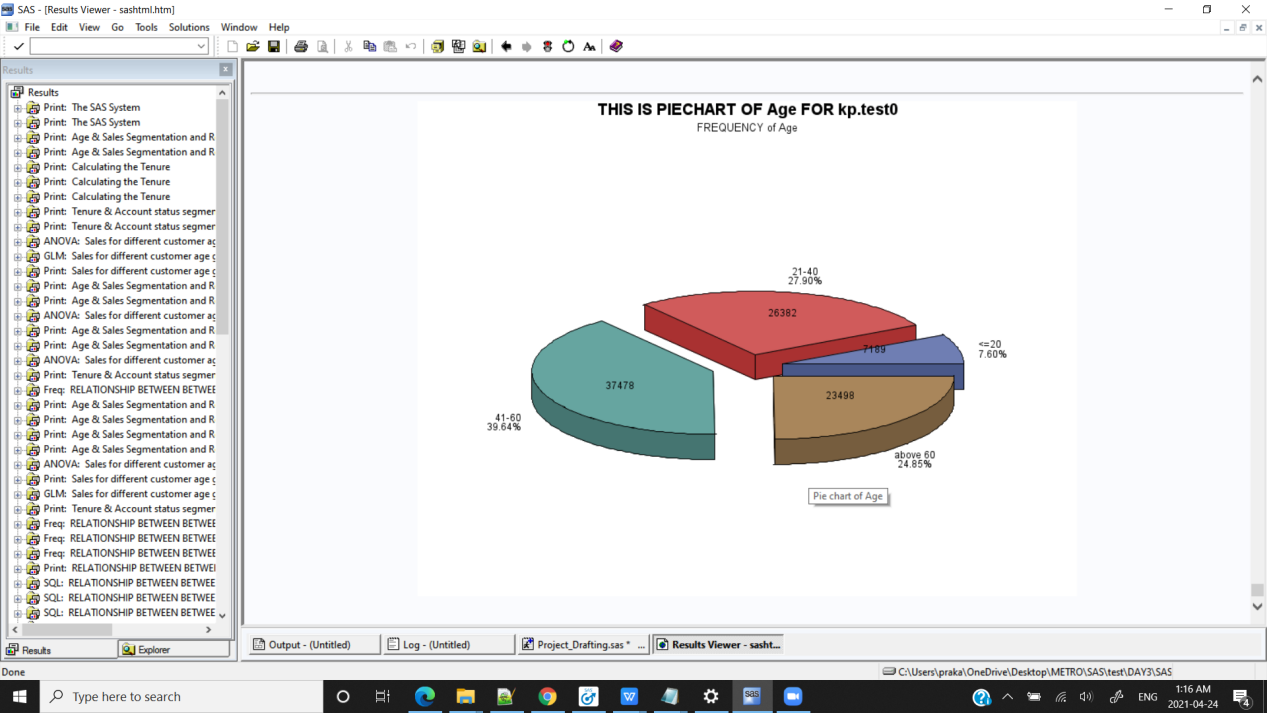 SAS - [Results Viewer - sashtml.htm]
File Edit View Go Tools Solutions Window Help
Results
Results
Print: The SAS System
Print: The SAS System
Print: Age & Sales Segmentation and R
Print: Age & Sales Segmentation and R
Print: Calculating the Tenure
Print: Calculating the Tenure
Print: Calculating the Tenure
Print: Tenure & Account status segmer
Print: Tenure & Account status segmer
ANOVA: Sales for different customer ag
GLM: Sales for different customer age g
Print: Sales for different customer age g
Print: Age & Sales Segmentation and R
Print: Age & Sales Segmentation and R
ANOVA: Sales for different customer ag
Print: Age & Sales Segmentation and R
Print: Age & Sales Segmentation and R
ANOVA: Sales for different customer ag
Print: Tenure & Account status segmer
Freq: RELATIONSHIP BETWEEN BETWEE
Print: Age & Sales Segmentation and R
Print: Age & Sales Segmentation and R
Print: Age & Sales Segmentation and R
Print: Age & Sales Segmentation and R
ANOVA: Sales for different customer ag
Print: Sales for different customer age g
GLM: Sales for different customer age g
Print: Tenure & Account status segmer
Freq: RELATIONSHIP BETWEEN BETWEE
Freq: RELATIONSHIP BETWEEN BETWEE
Freq: RELATIONSHIP BETWEEN BETWEE
Print: RELATIONSHIP BETWEEN BETWEI
SQL: RELATIONSHIP BETWEEN BETWEE
SQL: RELATIONSHIP BETWEEN BETWEE
SQL: RELATIONSHIP BETWEEN BETWEE
Results Explorer
THIS IS PIECHART OF Age FOR kp.test0
FREQUENCY of Age
21-40
27.90%
26382
7189
<=20
7.60%
37478
23498
41-60
39.64%
above 60
24.85%
Pie chart of Age
Output - (Untitled) Log - (Untitled) Project_Drafting.sas * ... Results Viewer - sasht...
Done
C:\Users\praka\OneDrive\Desktop\METRO\SAS\test\DAY3\SAS
Type here to search
sas
ENG
1:16 AM
2021-04-24
4